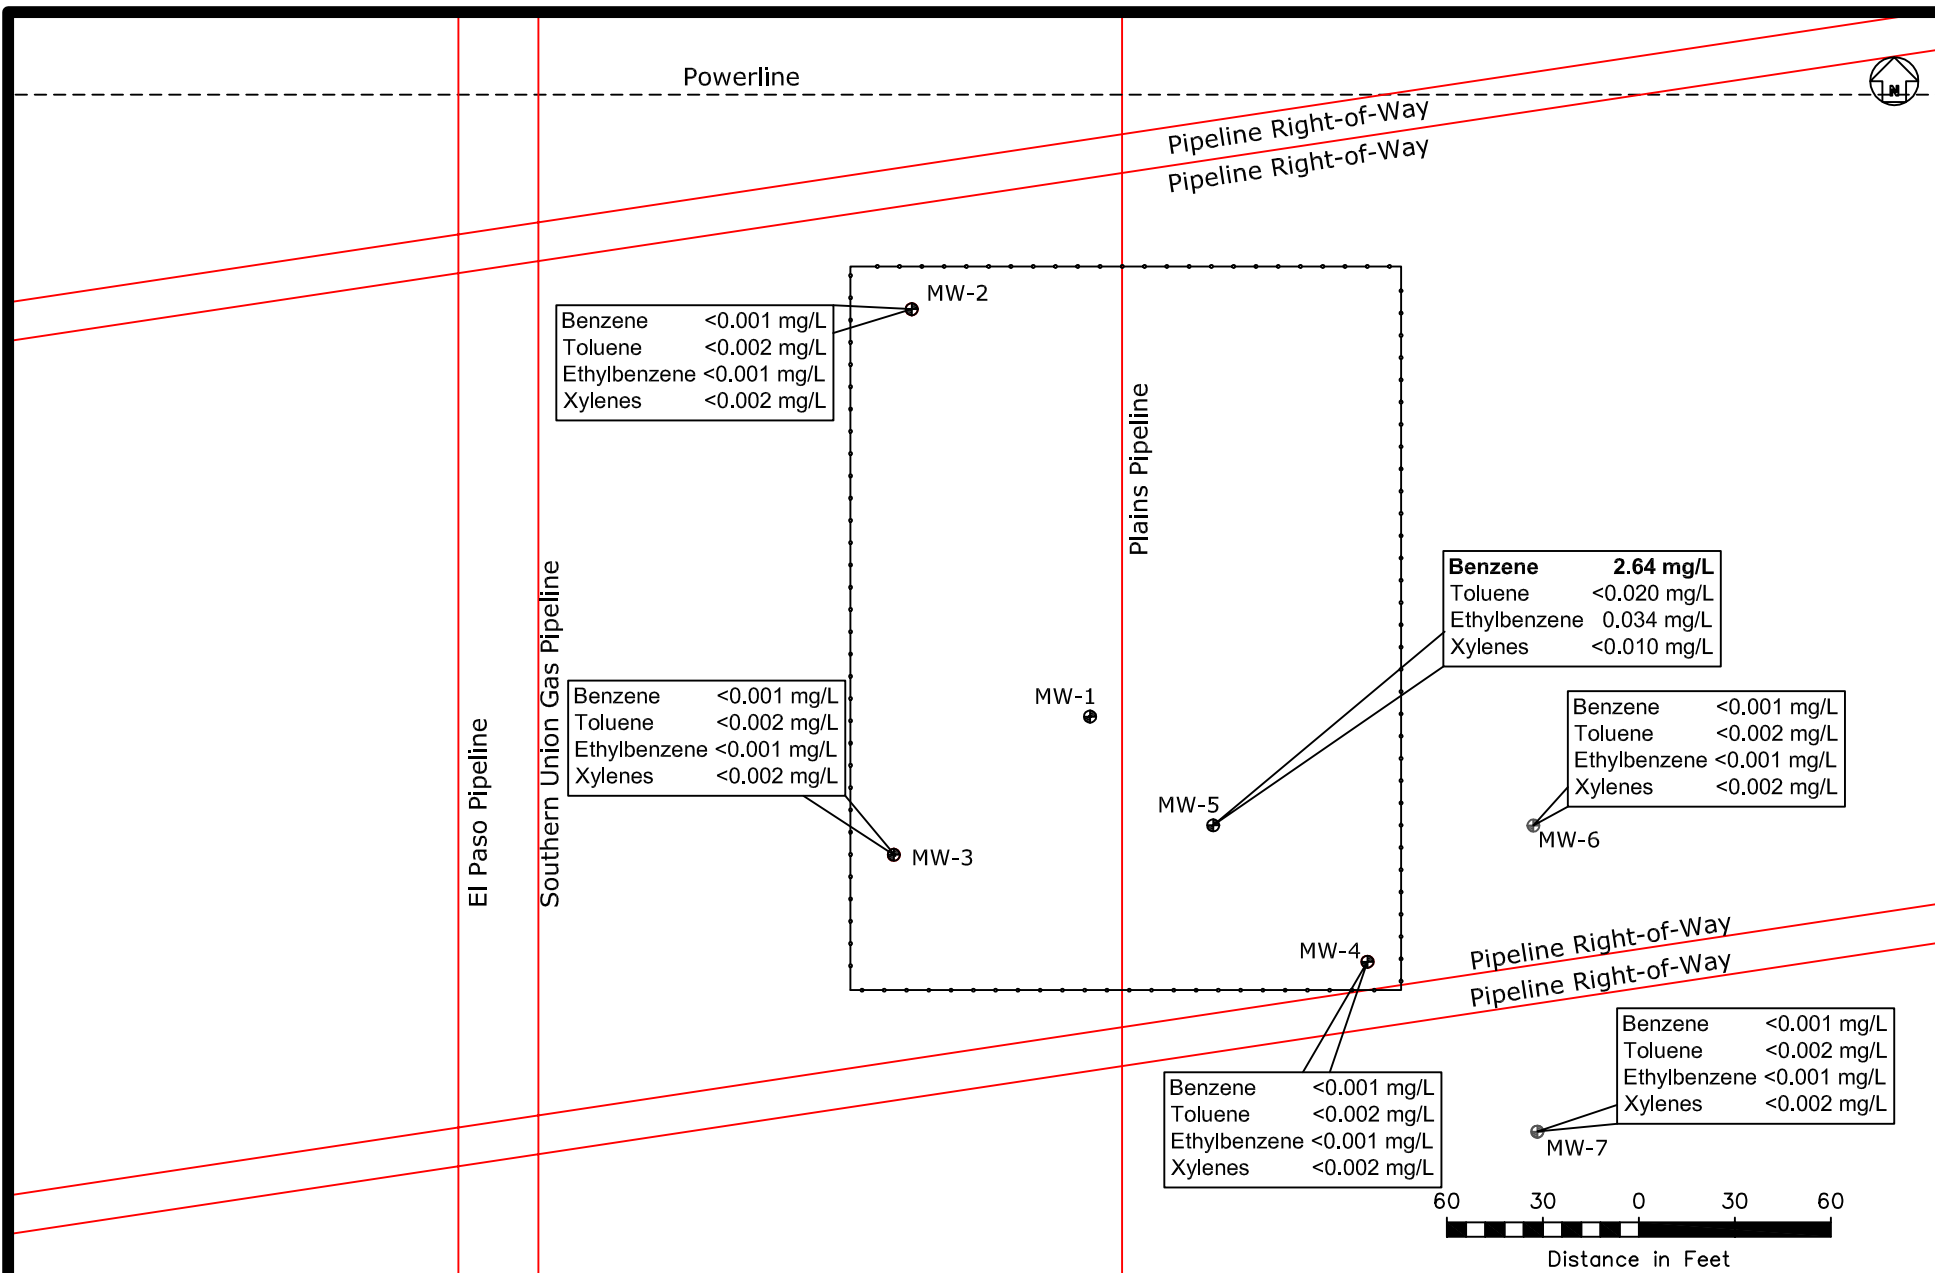 Powerline
N
Pipeline Right-of-Way
Pipeline Right-of-Way
MW-2
Benzene <0.001 mg/L
Toluene <0.002 mg/L
Ethylbenzene <0.001 mg/L
Xylenes <0.002 mg/L
Plains Pipeline
Benzene 2.64 mg/L
Toluene <0.020 mg/L
Ethylbenzene 0.034 mg/L
Xylenes <0.010 mg/L
Southern Union Gas Pipeline
El Paso Pipeline
Benzene <0.001 mg/L
Toluene <0.002 mg/L
Ethylbenzene <0.001 mg/L
Xylenes <0.002 mg/L
MW-1
Benzene <0.001 mg/L
Toluene <0.002 mg/L
Ethylbenzene <0.001 mg/L
Xylenes <0.002 mg/L
MW-5
MW-6
MW-3
Pipeline Right-of-Way
Pipeline Right-of-Way
MW-4
Benzene <0.001 mg/L
Toluene <0.002 mg/L
Ethylbenzene <0.001 mg/L
Xylenes <0.002 mg/L
Benzene <0.001 mg/L
Toluene <0.002 mg/L
Ethylbenzene <0.001 mg/L
Xylenes <0.002 mg/L
MW-7
60 30 0 30 60
Distance in Feet